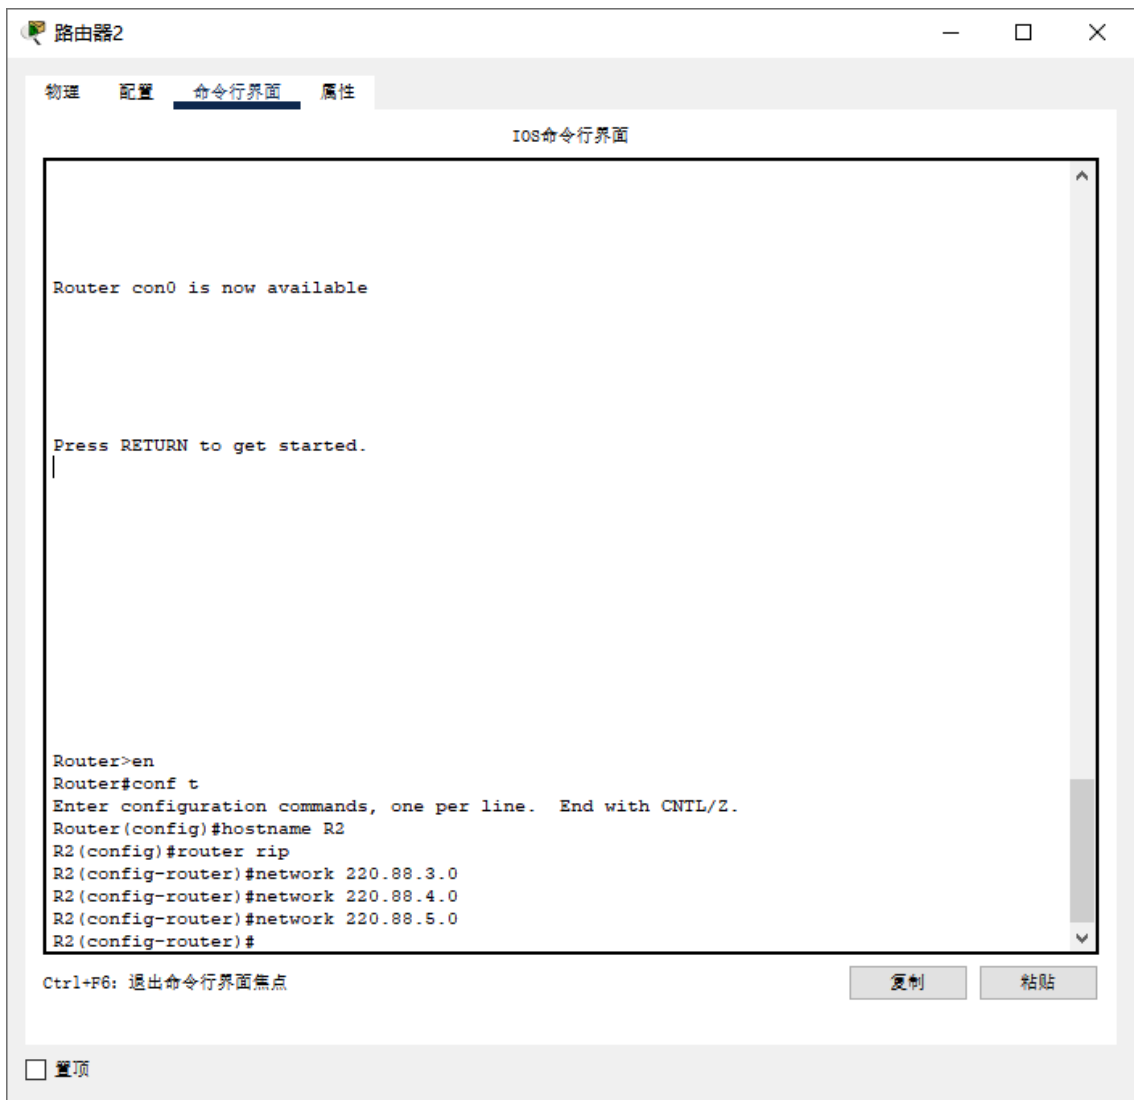 路由器2
物理 配置 命令行界面 属性
IOS命令行界面
Router con0 is now available
Press RETURN to get started.
Router>en
Router#conf t
Enter configuration commands, one per line.  End with CNTL/Z.
Router(config)#hostname R2
R2(config)#router rip
R2(config-router)#network 220.88.3.0
R2(config-router)#network 220.88.4.0
R2(config-router)#network 220.88.5.0
R2(config-router)#
Ctrl+F6: 退出命令行界面焦点
复制 粘贴
置顶